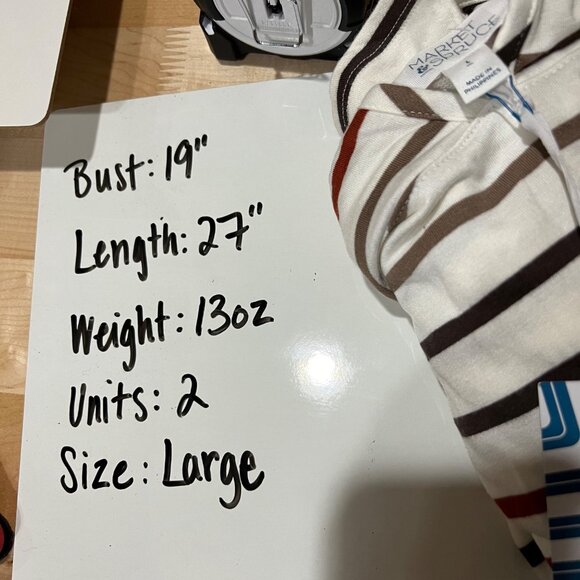 MARKET
& SPRUCE
L
MADE IN
PHILIPPINES
Bust: 19"
Length: 27"
Weight: 13oz
Units: 2
Size: Large